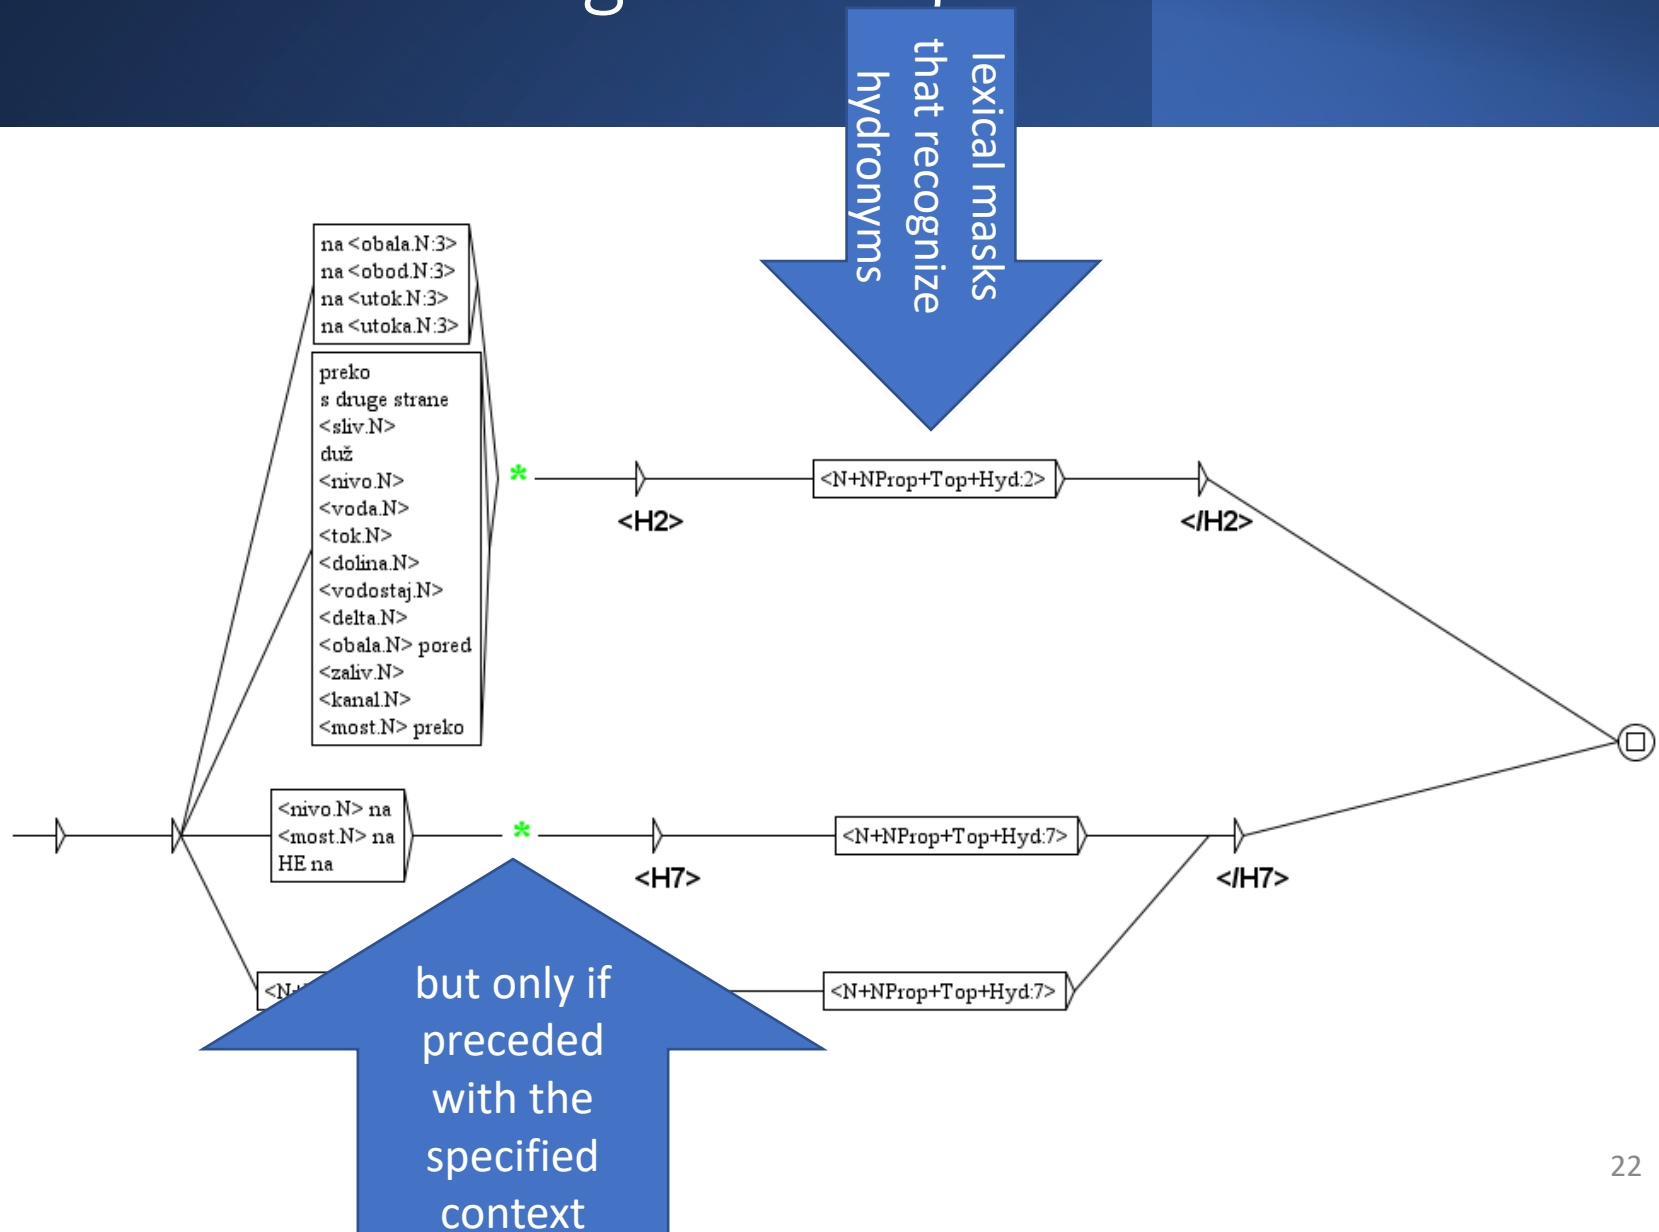 lexical masks
that recognize
hydronyms
na <obala.N:3>
na <obod.N:3>
na <utok.N:3>
na <utoka.N:3>
preko
s druge strane
<sliv.N>
duž
<nivo.N>
<voda.N>
<tok.N>
<dolina.N>
<vodostaj.N>
<delta.N>
<obala.N> pored
<zaliv.N>
<kanal.N>
<most.N> preko
*
<H2>
<N+NProp+Top+Hyd:2>
</H2>
<nivo.N> na
<most.N> na
HE na
*
<H7>
<N+NProp+Top+Hyd:7>
</H7>
<N+NProp+Top+Hyd:7>
but only if
preceded
with the
specified
context
22